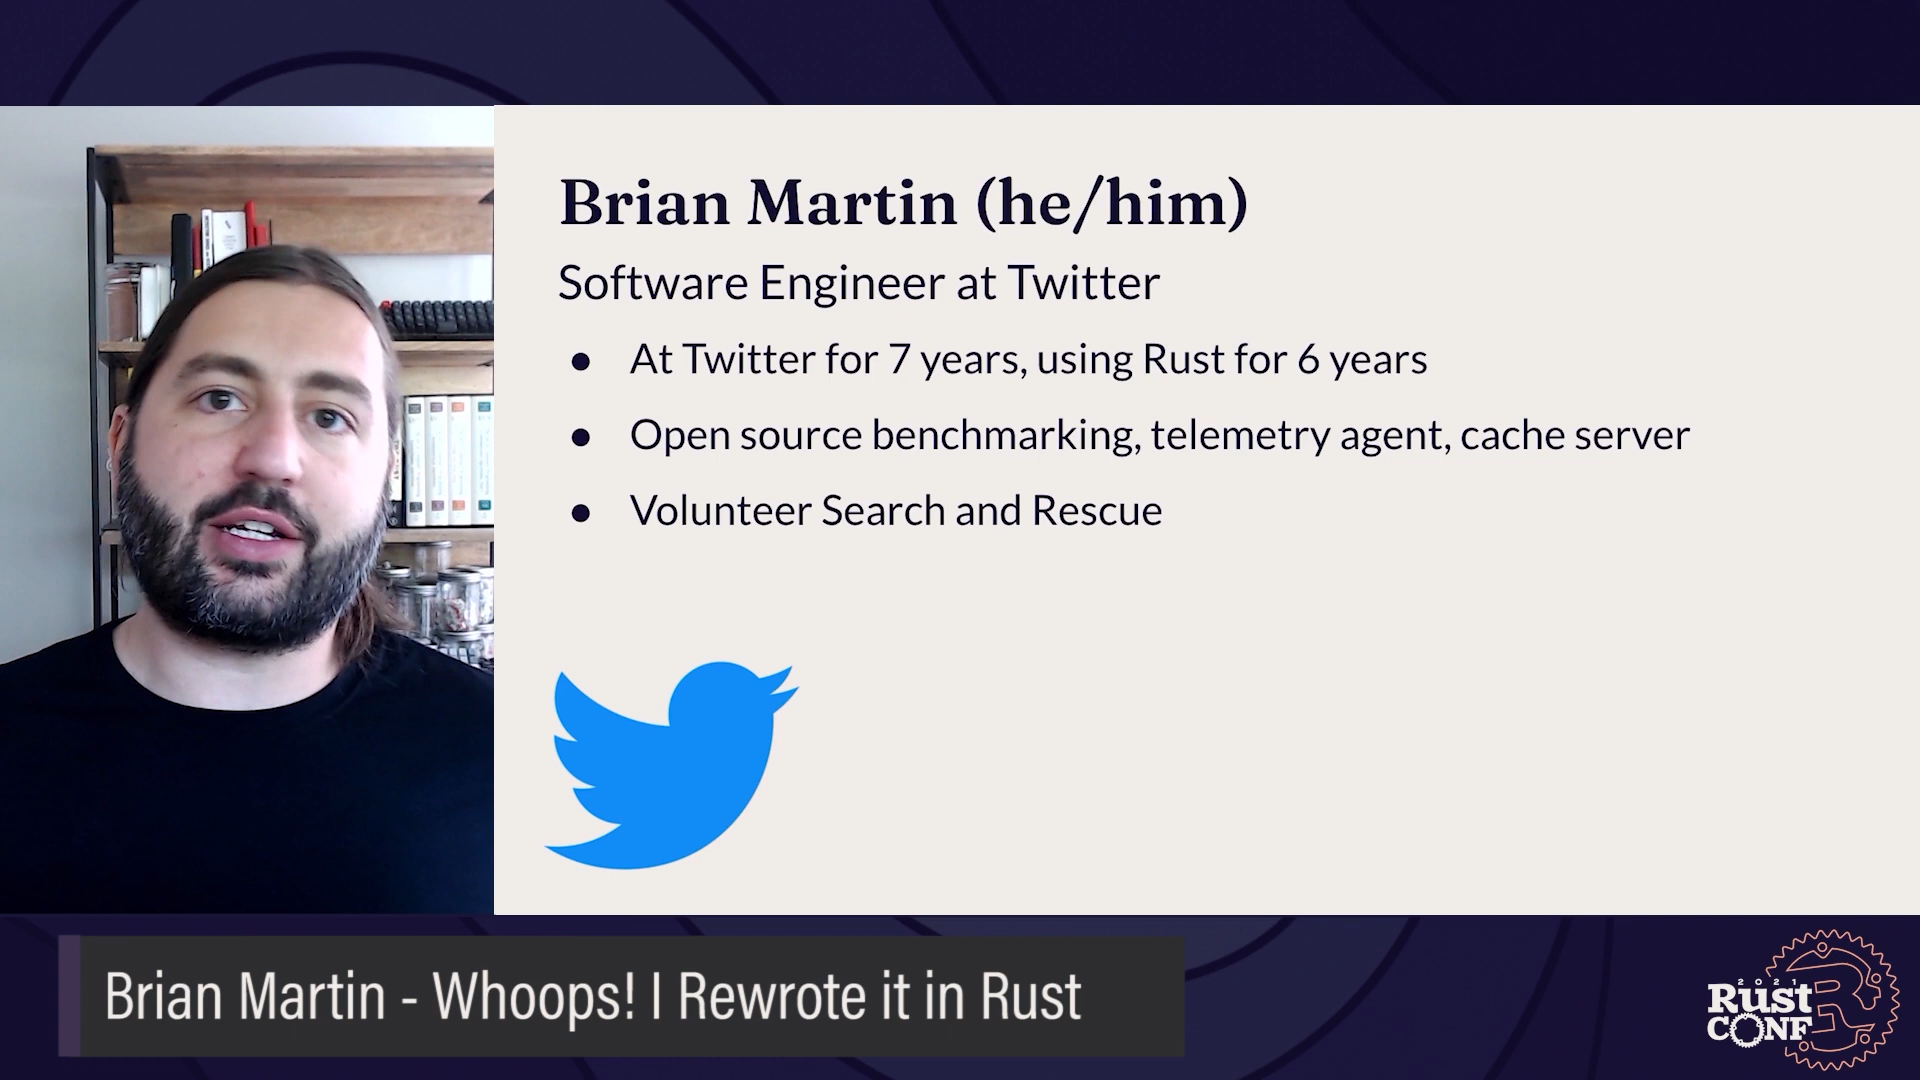 Brian Martin (he/him)
Software Engineer at Twitter
● At Twitter for 7 years, using Rust for 6 years
● Open source benchmarking, telemetry agent, cache server
● Volunteer Search and Rescue
Brian Martin - Whoops! I Rewrote it in Rust
2021
Rust
CONF
R